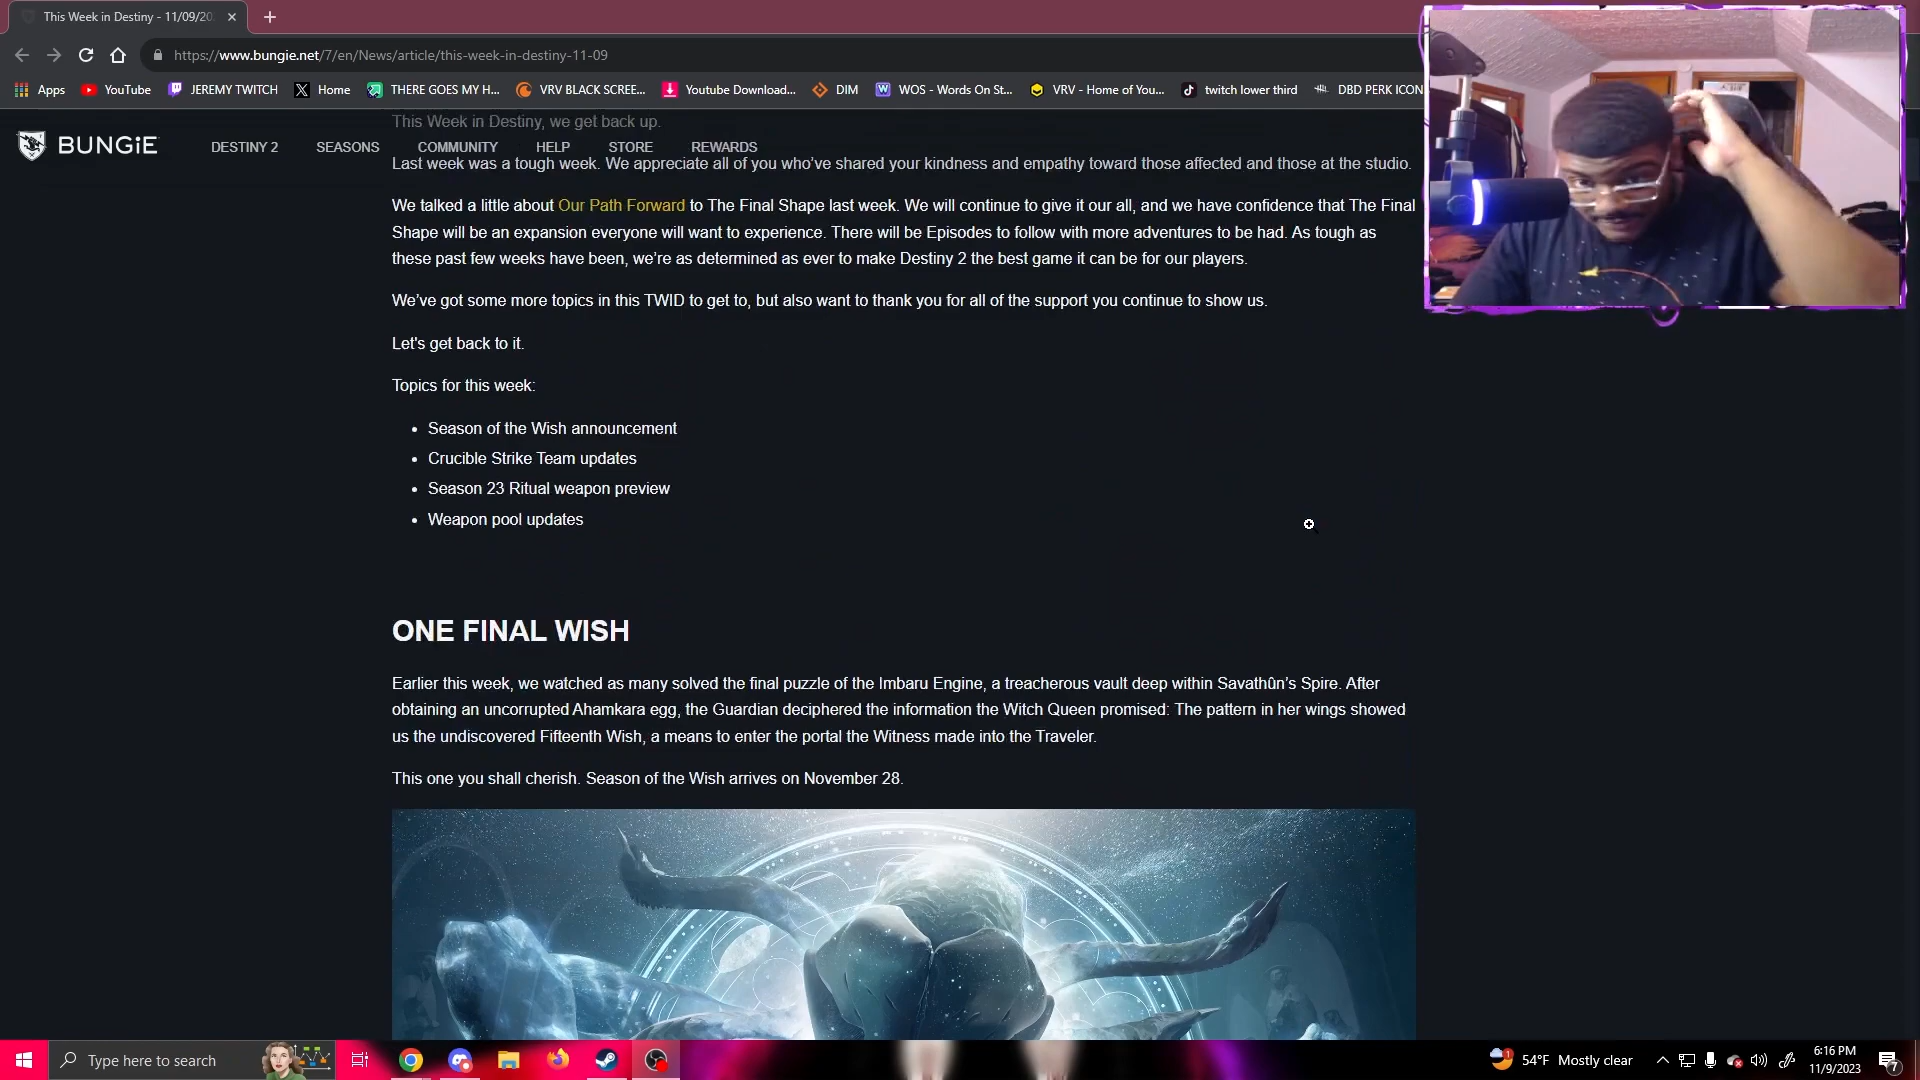 This Week in Destiny - 11/09/20
https://www.bungie.net/7/en/News/article/this-week-in-destiny-11-09
Apps YouTube JEREMY TWITCH Home THERE GOES MY H... VRV BLACK SCREE... Youtube Download... DIM WOS - Words On St... VRV - Home of You... twitch lower third DBD PERK ICON
This Week in Destiny, we get back up.
BUNGiE DESTINY 2 SEASONS COMMUNITY HELP STORE REWARDS
Last week was a tough week. We appreciate all of you who’ve shared your kindness and empathy toward those affected and those at the studio.
We talked a little about Our Path Forward to The Final Shape last week. We will continue to give it our all, and we have confidence that The Final
Shape will be an expansion everyone will want to experience. There will be Episodes to follow with more adventures to be had. As tough as
these past few weeks have been, we’re as determined as ever to make Destiny 2 the best game it can be for our players.
We’ve got some more topics in this TWID to get to, but also want to thank you for all of the support you continue to show us.
Let's get back to it.
Topics for this week:
• Season of the Wish announcement
• Crucible Strike Team updates
• Season 23 Ritual weapon preview
• Weapon pool updates
ONE FINAL WISH
Earlier this week, we watched as many solved the final puzzle of the Imbaru Engine, a treacherous vault deep within Savathûn’s Spire. After
obtaining an uncorrupted Ahamkara egg, the Guardian deciphered the information the Witch Queen promised: The pattern in her wings showed
us the undiscovered Fifteenth Wish, a means to enter the portal the Witness made into the Traveler.
This one you shall cherish. Season of the Wish arrives on November 28.
Type here to search
54°F Mostly clear
6:16 PM
11/9/2023
7